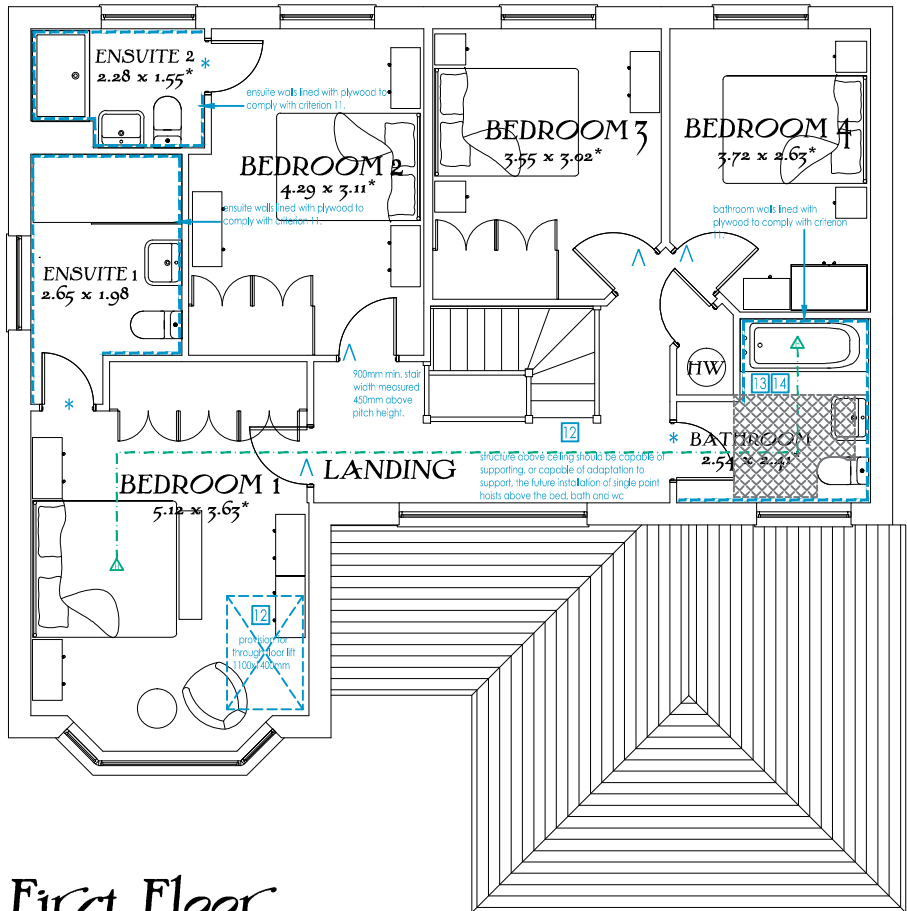 ENSUITE 2
2.28 x 1.55*
*
ensuite walls lined with plywood to
comply with criterion 11.
BEDROOM 2
4.29 x 3.11*
BEDROOM 3
3.55 x 3.02*
BEDROOM 4
3.72 x 2.63*
ensuite walls lined with plywood to
comply with criterion 11.
bathroom walls lined with
plywood to comply with criterion
11.
ENSUITE 1
2.65 x 1.98
*
HW
900mm min. stair
width measured
450mm above
pitch height.
13 14
12
*
BATHROOM
2.54 x 2.41*
LANDING
structure above ceiling should be capable of
supporting, or capable of adaptation to
support, the future installation of single point
hoists above the bed, bath and wc
BEDROOM 1
5.12 x 3.63*
12
provision for
through floor lift
1100x1400mm
First Floor